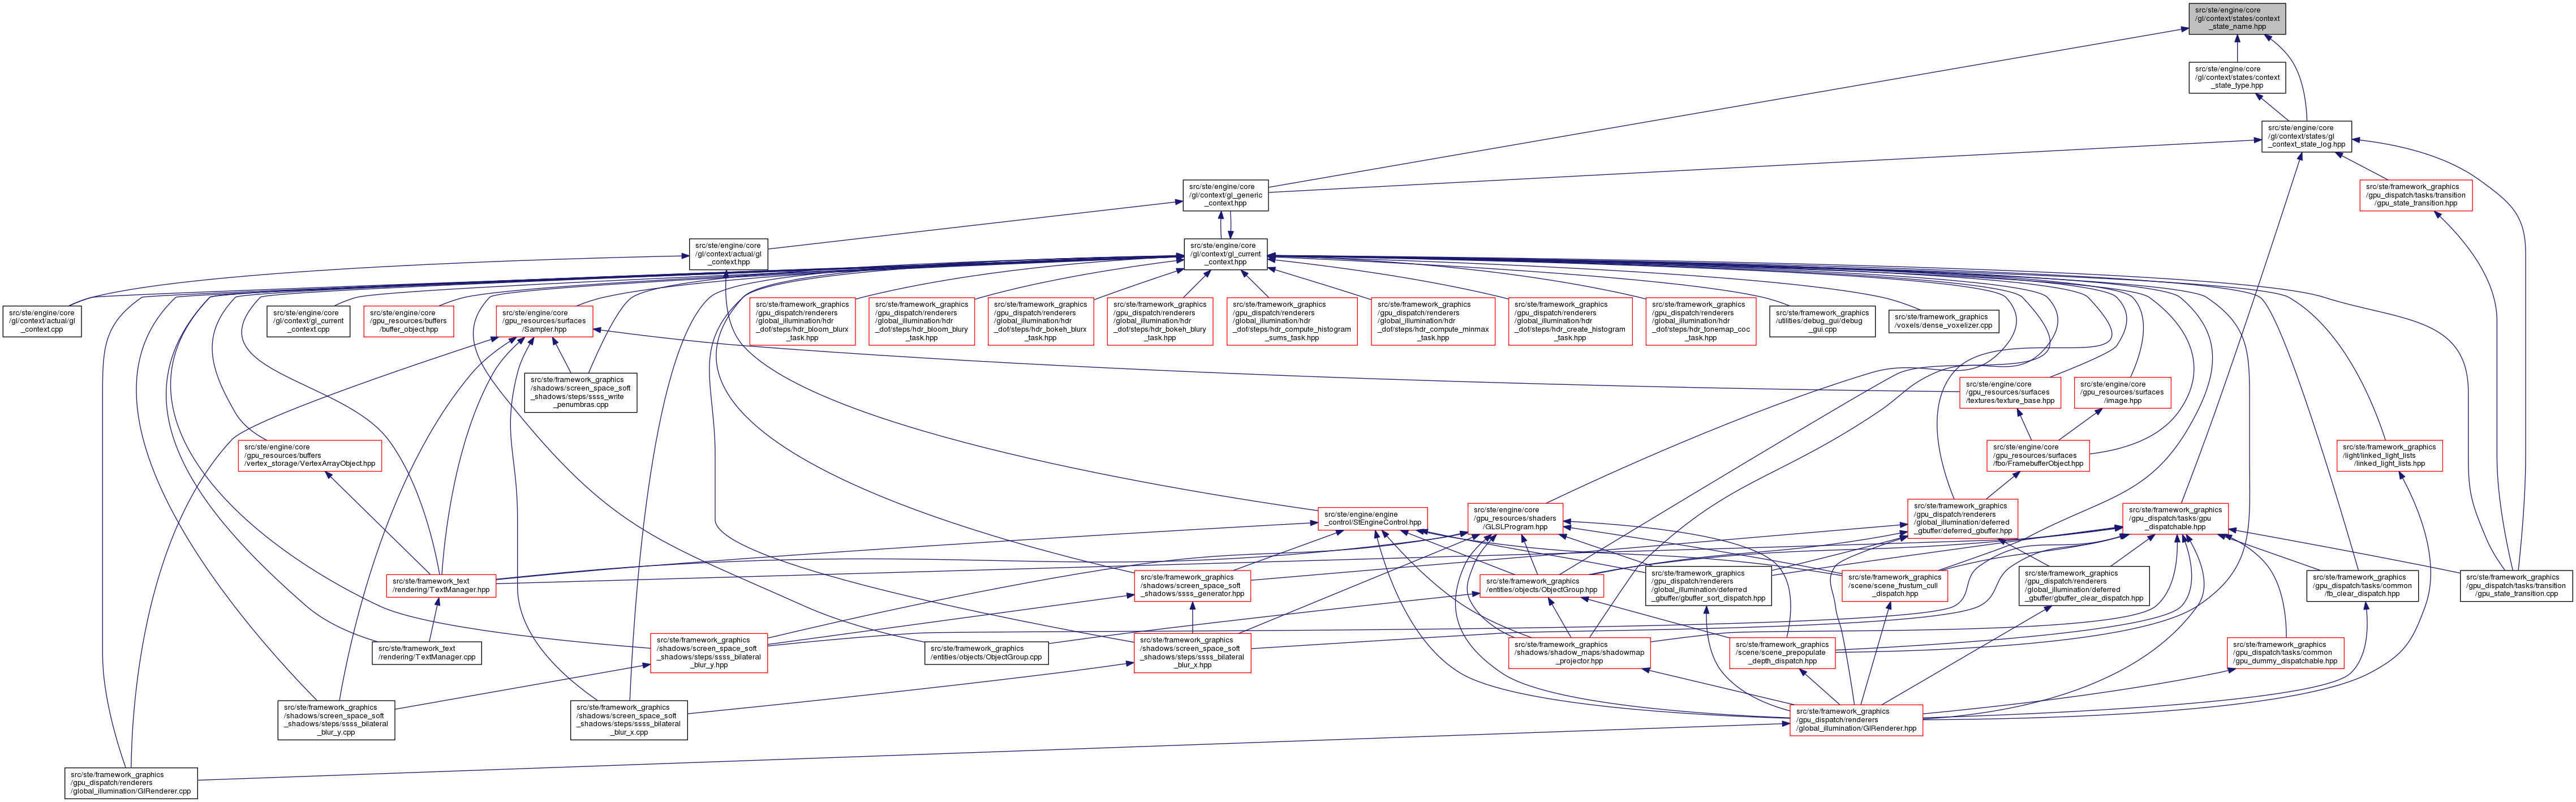 src/ste/engine/core
/gl/context/states/context
_state_name.hpp
src/ste/engine/core
/gl/context/states/context
_state_type.hpp
src/ste/engine/core
/gl/context/states/gl
_context_state_log.hpp
src/ste/engine/core
/gl/context/gl_generic
_context.hpp
src/ste/framework_graphics
/gpu_dispatch/tasks/transition
/gpu_state_transition.hpp
src/ste/engine/core
/gl/context/actual/gl
_context.hpp
src/ste/engine/core
/gl/context/gl_current
_context.hpp
src/ste/engine/core
/gl/context/actual/gl
_context.cpp
src/ste/engine/core
/gl/context/gl_current
_context.cpp
src/ste/engine/core
/gpu_resources/buffers
/buffer_object.hpp
src/ste/engine/core
/gpu_resources/surfaces
/Sampler.hpp
src/ste/framework_graphics
/gpu_dispatch/renderers
/global_illumination/hdr
_dof/steps/hdr_bloom_blurx
_task.hpp
src/ste/framework_graphics
/gpu_dispatch/renderers
/global_illumination/hdr
_dof/steps/hdr_bloom_blury
_task.hpp
src/ste/framework_graphics
/gpu_dispatch/renderers
/global_illumination/hdr
_dof/steps/hdr_bokeh_blurx
_task.hpp
src/ste/framework_graphics
/gpu_dispatch/renderers
/global_illumination/hdr
_dof/steps/hdr_bokeh_blury
_task.hpp
src/ste/framework_graphics
/gpu_dispatch/renderers
/global_illumination/hdr
_dof/steps/hdr_compute_histogram
_sums_task.hpp
src/ste/framework_graphics
/gpu_dispatch/renderers
/global_illumination/hdr
_dof/steps/hdr_compute_minmax
_task.hpp
src/ste/framework_graphics
/gpu_dispatch/renderers
/global_illumination/hdr
_dof/steps/hdr_create_histogram
_task.hpp
src/ste/framework_graphics
/gpu_dispatch/renderers
/global_illumination/hdr
_dof/steps/hdr_tonemap_coc
_task.hpp
src/ste/framework_graphics
/utilities/debug_gui/debug
_gui.cpp
src/ste/framework_graphics
/voxels/dense_voxelizer.cpp
src/ste/framework_graphics
/shadows/screen_space_soft
_shadows/steps/ssss_write
_penumbras.cpp
src/ste/engine/core
/gpu_resources/surfaces
/textures/texture_base.hpp
src/ste/engine/core
/gpu_resources/surfaces
/image.hpp
src/ste/engine/core
/gpu_resources/buffers
/vertex_storage/VertexArrayObject.hpp
src/ste/engine/core
/gpu_resources/surfaces
/fbo/FramebufferObject.hpp
src/ste/framework_graphics
/light/linked_light_lists
/linked_light_lists.hpp
src/ste/engine/engine
_control/StEngineControl.hpp
src/ste/engine/core
/gpu_resources/shaders
/GLSLProgram.hpp
src/ste/framework_graphics
/gpu_dispatch/renderers
/global_illumination/deferred
_gbuffer/deferred_gbuffer.hpp
src/ste/framework_graphics
/gpu_dispatch/tasks/gpu
_dispatchable.hpp
src/ste/framework_text
/rendering/TextManager.hpp
src/ste/framework_graphics
/shadows/screen_space_soft
_shadows/ssss_generator.hpp
src/ste/framework_graphics
/entities/objects/ObjectGroup.hpp
src/ste/framework_graphics
/gpu_dispatch/renderers
/global_illumination/deferred
_gbuffer/gbuffer_sort_dispatch.hpp
src/ste/framework_graphics
/scene/scene_frustum_cull
_dispatch.hpp
src/ste/framework_graphics
/gpu_dispatch/renderers
/global_illumination/deferred
_gbuffer/gbuffer_clear_dispatch.hpp
src/ste/framework_graphics
/gpu_dispatch/tasks/common
/fb_clear_dispatch.hpp
src/ste/framework_graphics
/gpu_dispatch/tasks/transition
/gpu_state_transition.cpp
src/ste/framework_text
/rendering/TextManager.cpp
src/ste/framework_graphics
/shadows/screen_space_soft
_shadows/steps/ssss_bilateral
_blur_y.hpp
src/ste/framework_graphics
/entities/objects/ObjectGroup.cpp
src/ste/framework_graphics
/shadows/screen_space_soft
_shadows/steps/ssss_bilateral
_blur_x.hpp
src/ste/framework_graphics
/shadows/shadow_maps/shadowmap
_projector.hpp
src/ste/framework_graphics
/scene/scene_prepopulate
_depth_dispatch.hpp
src/ste/framework_graphics
/gpu_dispatch/tasks/common
/gpu_dummy_dispatchable.hpp
src/ste/framework_graphics
/shadows/screen_space_soft
_shadows/steps/ssss_bilateral
_blur_y.cpp
src/ste/framework_graphics
/shadows/screen_space_soft
_shadows/steps/ssss_bilateral
_blur_x.cpp
src/ste/framework_graphics
/gpu_dispatch/renderers
/global_illumination/GIRenderer.hpp
src/ste/framework_graphics
/gpu_dispatch/renderers
/global_illumination/GIRenderer.cpp